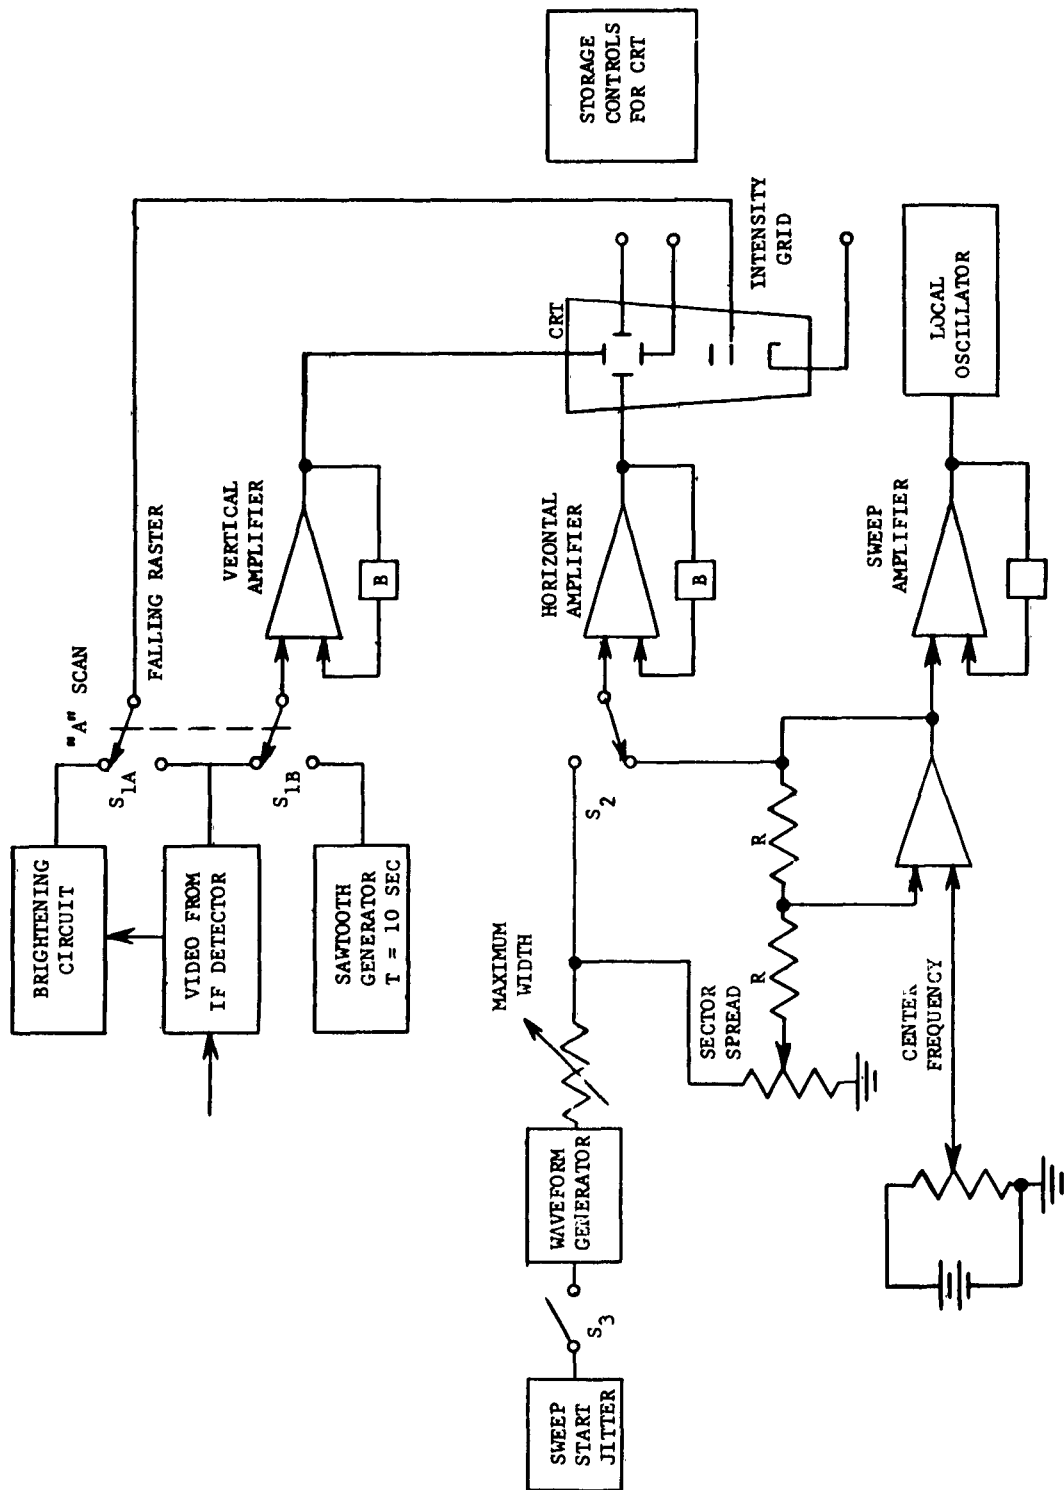 BRIGHTENING
CIRCUIT
VIDEO FROM
IF DETECTOR
SAWTOOTH
GENERATOR
T = 10 SEC
S1A
S1B
"A" SCAN
FALLING RASTER
VERTICAL
AMPLIFIER
B
STORAGE
CONTROLS
FOR CRT
SWEEP
START
JITTER
S3
WAVEFORM
GENERATOR
MAXIMUM
WIDTH
S2
HORIZONTAL
AMPLIFIER
B
CRT
INTENSITY
GRID
SECTOR
SPREAD
R
R
CENTER
FREQUENCY
SWEEP
AMPLIFIER
LOCAL
OSCILLATOR